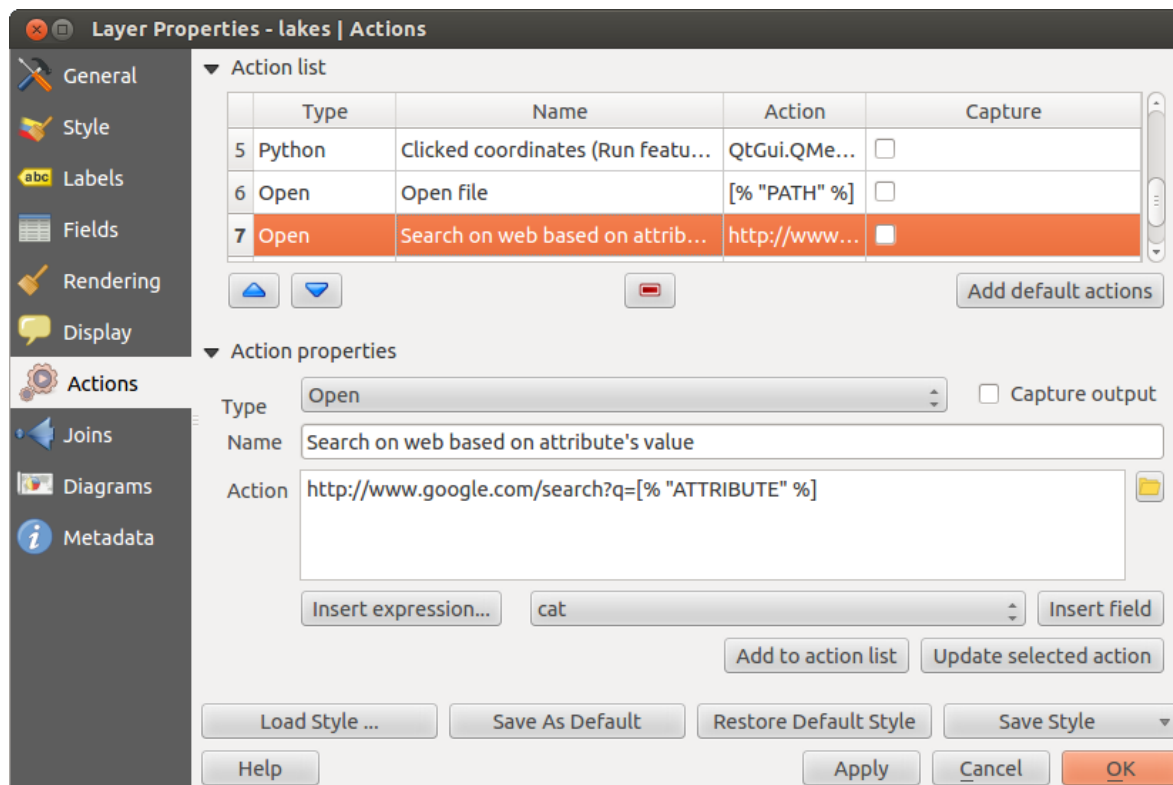 Layer Properties - lakes | Actions
General
Style
abc Labels
Fields
Rendering
Display
Actions
Joins
Diagrams
i Metadata
Action list
Type Name Action Capture
5 Python Clicked coordinates (Run featu... QtGui.QMe...
6 Open Open file [% "PATH" %]
7 Open Search on web based on attrib... http://www...
Add default actions
Action properties
Type Open Capture output
Name Search on web based on attribute's value
Action http://www.google.com/search?q=[% "ATTRIBUTE" %]
Insert expression... cat Insert field
Add to action list Update selected action
Load Style ... Save As Default Restore Default Style Save Style
Help Apply Cancel OK